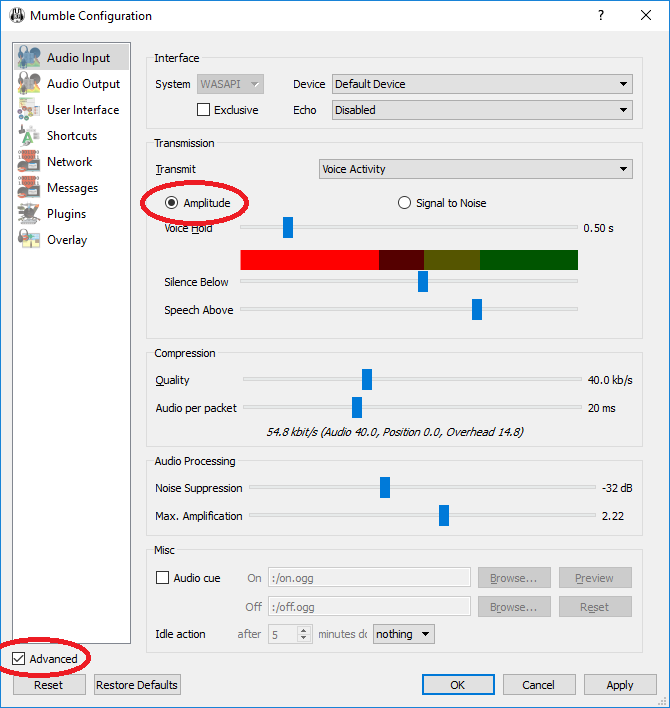 Mumble Configuration
Audio Input
Audio Output
User Interface
Shortcuts
Network
Messages
Plugins
Overlay
Advanced
Interface
System WASAPI Device Default Device
Exclusive Echo Disabled
Transmission
Transmit Voice Activity
Amplitude Signal to Noise
Voice Hold 0.50 s
Silence Below
Speech Above
Compression
Quality 40.0 kb/s
Audio per packet 20 ms
54.8 kbit/s (Audio 40.0, Position 0.0, Overhead 14.8)
Audio Processing
Noise Suppression -32 dB
Max. Amplification 2.22
Misc
Audio cue On :/on.ogg Browse... Preview
Off :/off.ogg Browse... Reset
Idle action after 5 minutes do nothing
Reset Restore Defaults OK Cancel Apply